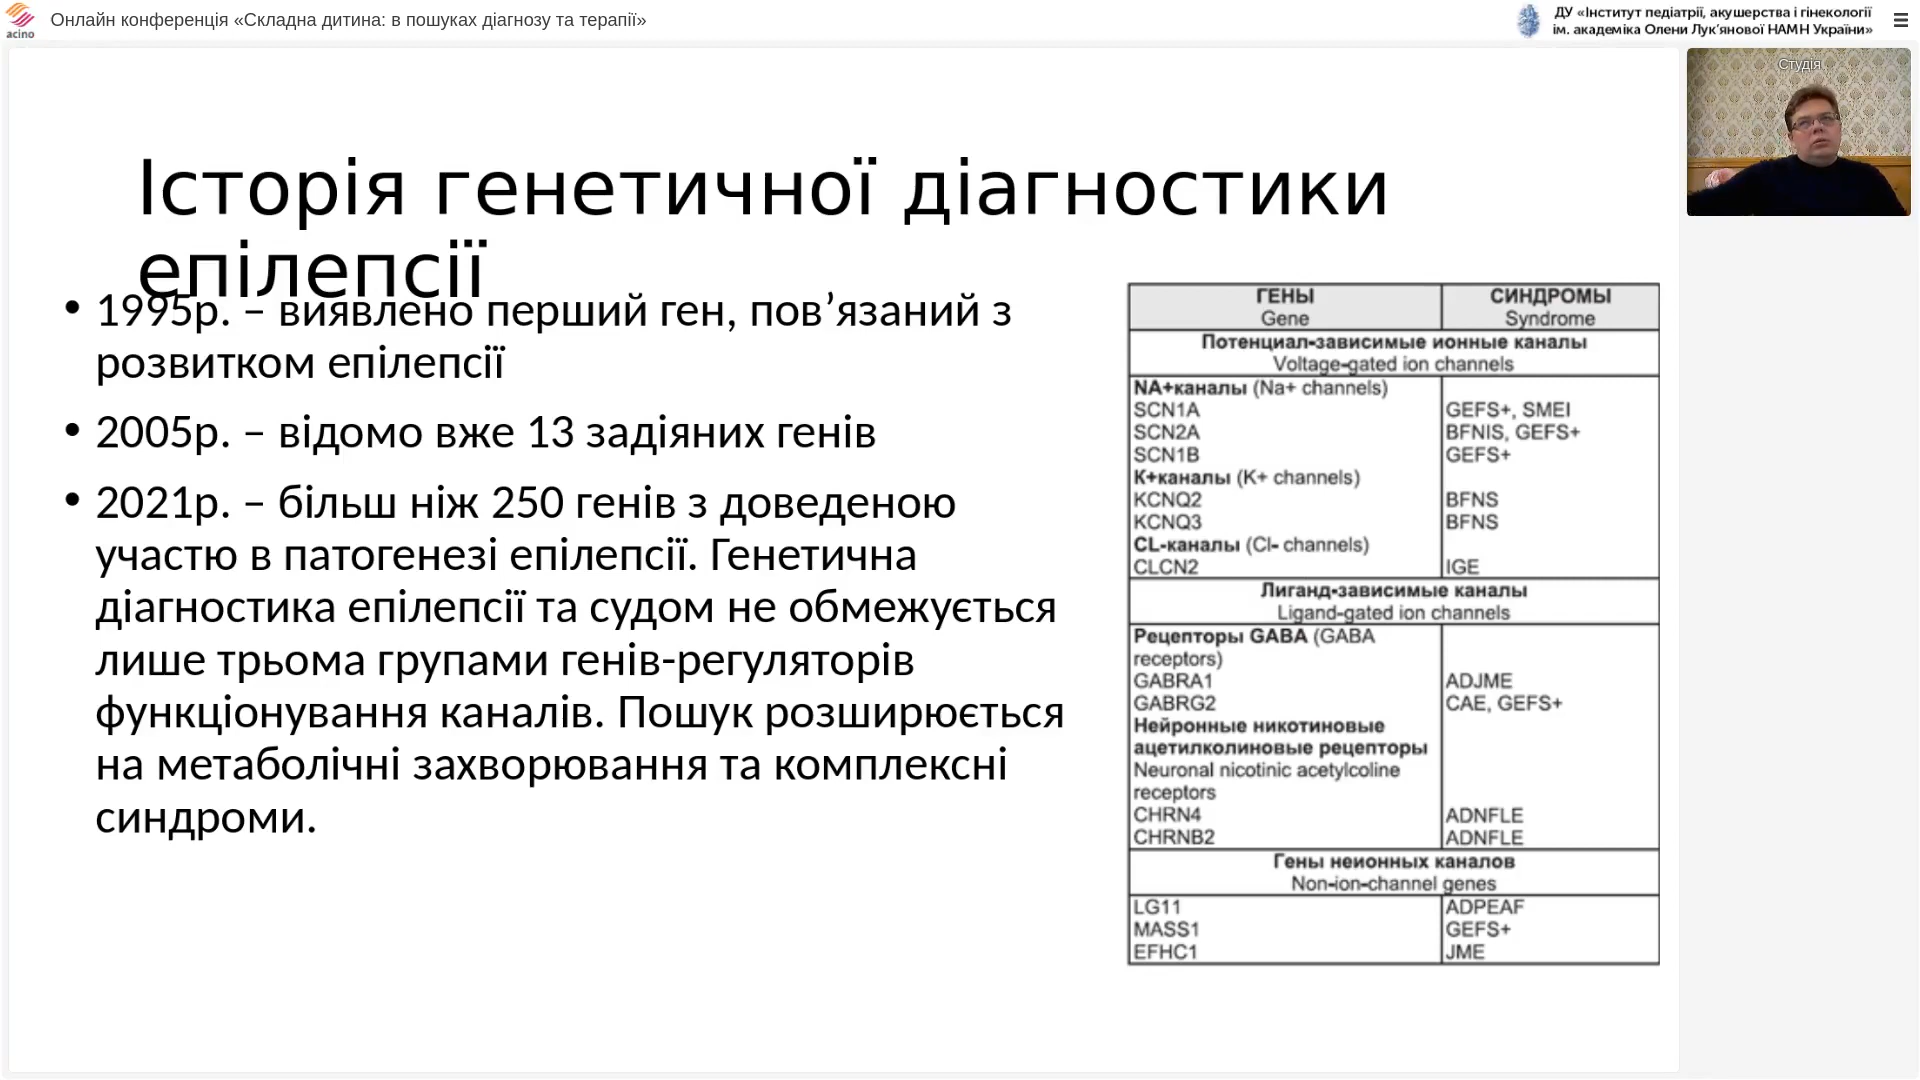 acino
Онлайн конференція «Складна дитина: в пошуках діагнозу та терапії»
ДУ «Інститут педіатрії, акушерства і гінекології
ім. академіка Олени Лук'янової НАМН України»
Студія
Історія генетичної діагностики
епілепсії
• 1995р. – виявлено перший ген, пов’язаний з
розвитком епілепсії
• 2005р. – відомо вже 13 задіяних генів
• 2021р. – більш ніж 250 генів з доведеною
участю в патогенезі епілепсії. Генетична
діагностика епілепсії та судом не обмежується
лише трьома групами генів-регуляторів
функціонування каналів. Пошук розширюється
на метаболічні захворювання та комплексні
синдроми.
ГЕНЫ СИНДРОМЫ
Gene Syndrome
Потенциал-зависимые ионные каналы
Voltage-gated ion channels
NA+каналы (Na+ channels)
SCN1A GEFS+, SMEI
SCN2A BFNIS, GEFS+
SCN1B GEFS+
К+каналы (K+ channels)
KCNQ2 BFNS
KCNQ3 BFNS
CL-каналы (Cl- channels)
CLCN2 IGE
Лиганд-зависимые каналы
Ligand-gated ion channels
Рецепторы GABA (GABA
receptors)
GABRA1 ADJME
GABRG2 CAE, GEFS+
Нейронные никотиновые
ацетилколиновые рецепторы
Neuronal nicotinic acetylcoline
receptors
CHRN4 ADNFLE
CHRNB2 ADNFLE
Гены неионных каналов
Non-ion-channel genes
LG11 ADPEAF
MASS1 GEFS+
EFHC1 JME